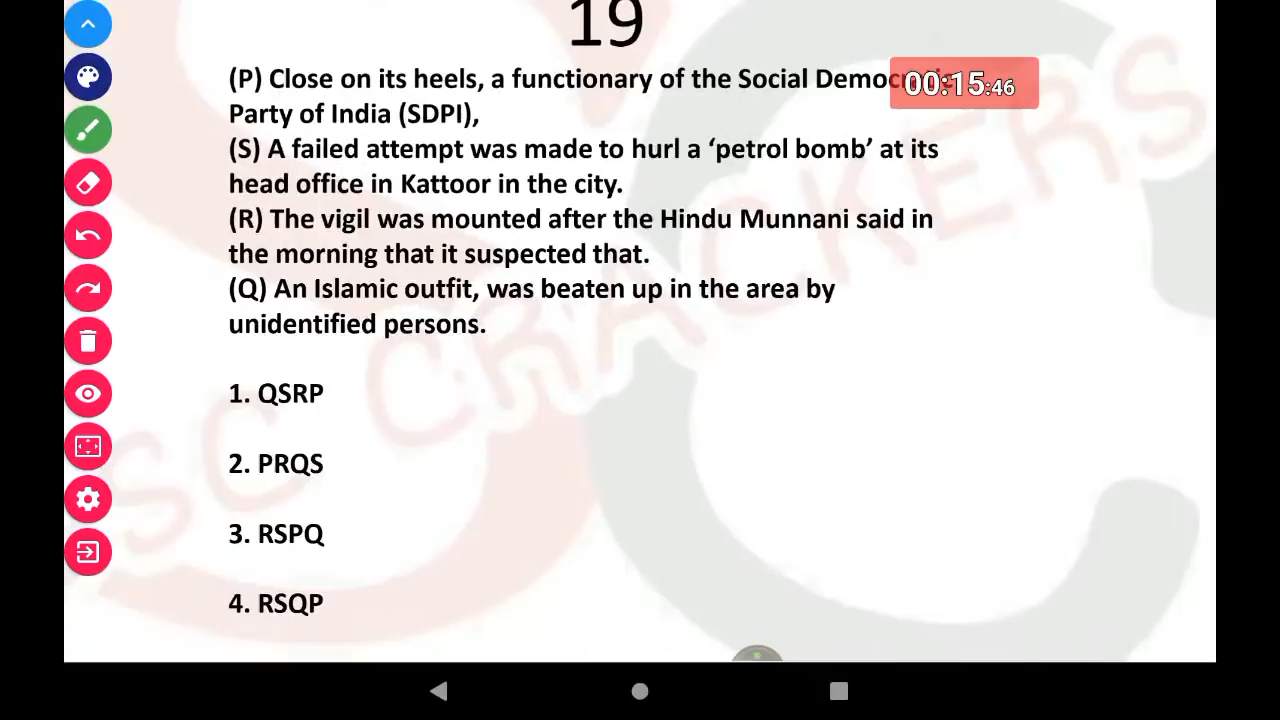 19
(P) Close on its heels, a functionary of the Social
00:15:46
Party of India (SDPI),
(S) A failed attempt was made to hurl a ‘petrol bomb’ at its
head office in Kattoor in the city.
(R) The vigil was mounted after the Hindu Munnani said in
the morning that it suspected that.
(Q) An Islamic outfit, was beaten up in the area by
unidentified persons.
1. QSRP
2. PRQS
3. RSPQ
4. RSQP
SC CRACKERS